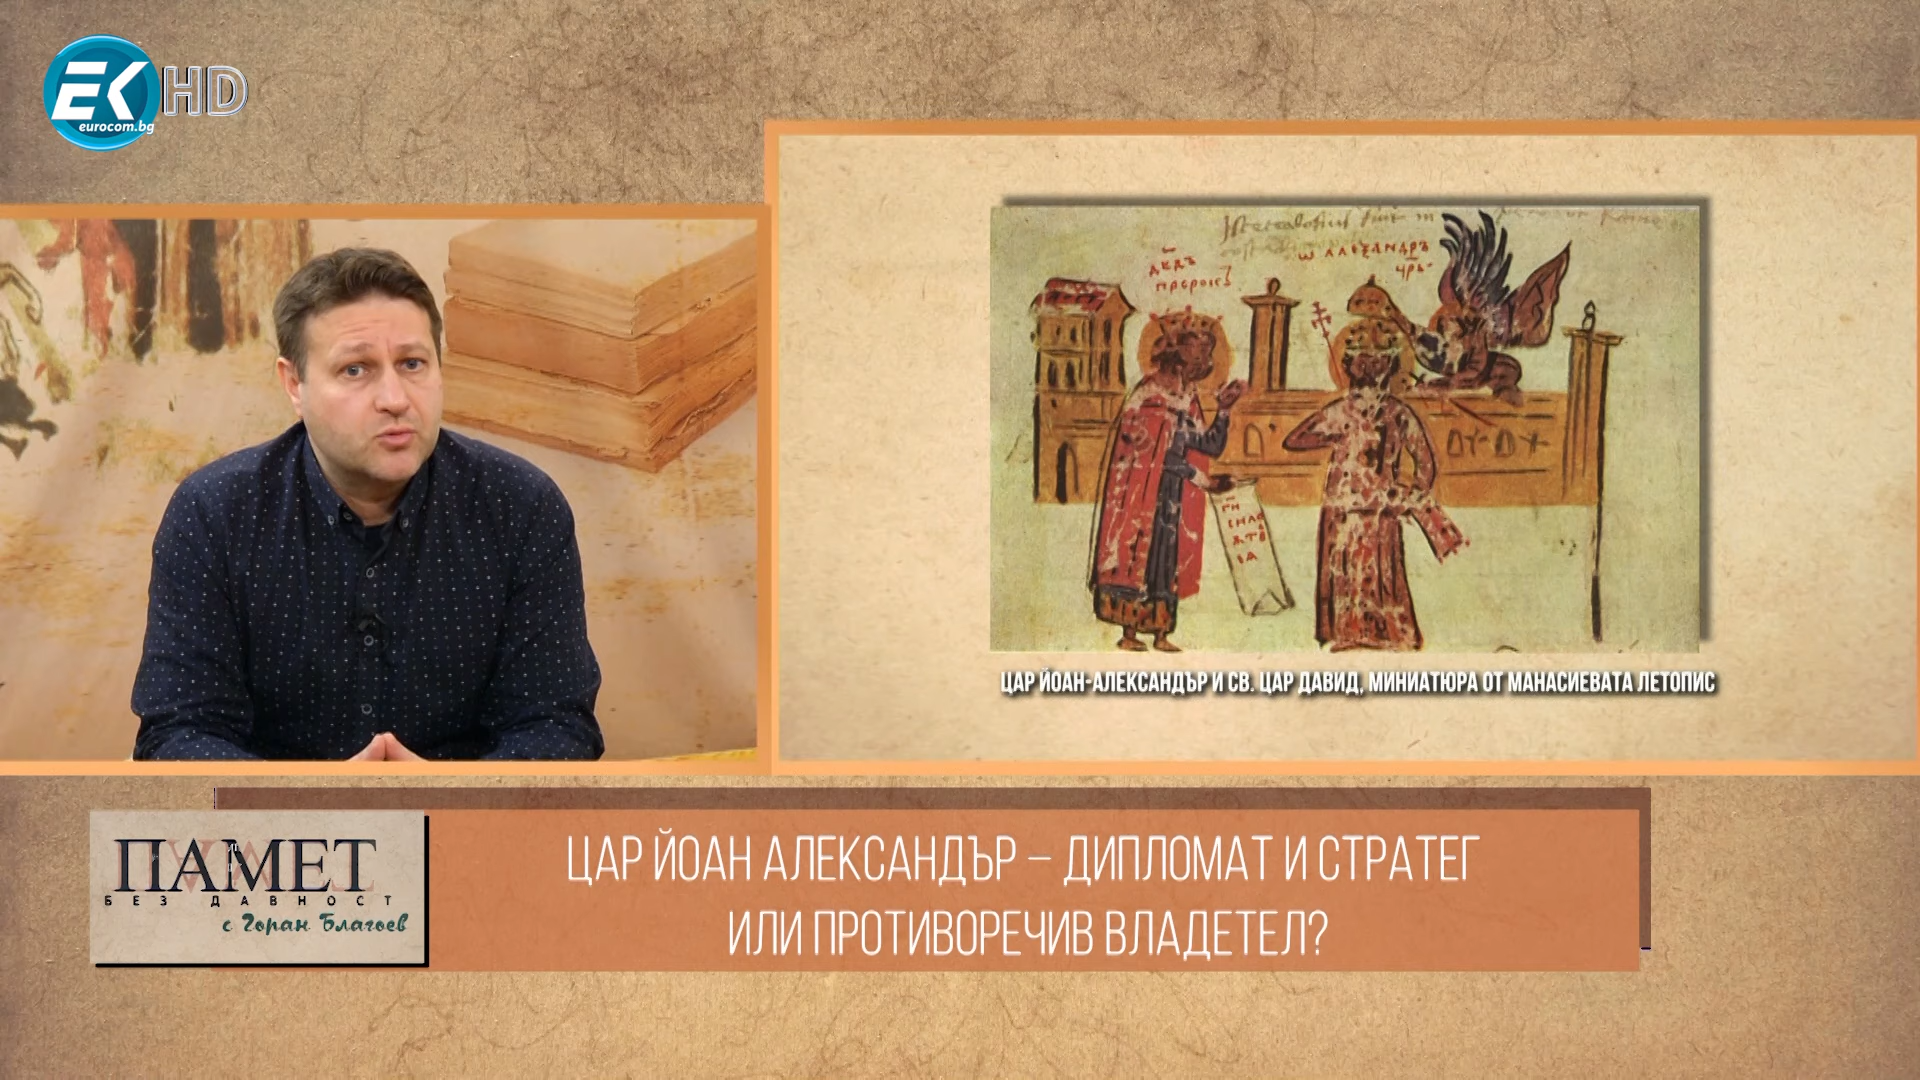 EK HD
eurocom.bg
ЦАР ЙОАН-АЛЕКСАНДЪР И СВ. ЦАР ДАВИД, МИНИАТЮРА ОТ МАНАСИЕВАТА ЛЕТОПИС
ПАМЕТ
БЕЗ ДАВНОСТ
с Горан Благоев
ЦАР ЙОАН АЛЕКСАНДЪР – ДИПЛОМАТ И СТРАТЕГ
ИЛИ ПРОТИВОРЕЧИВ ВЛАДЕТЕЛ?